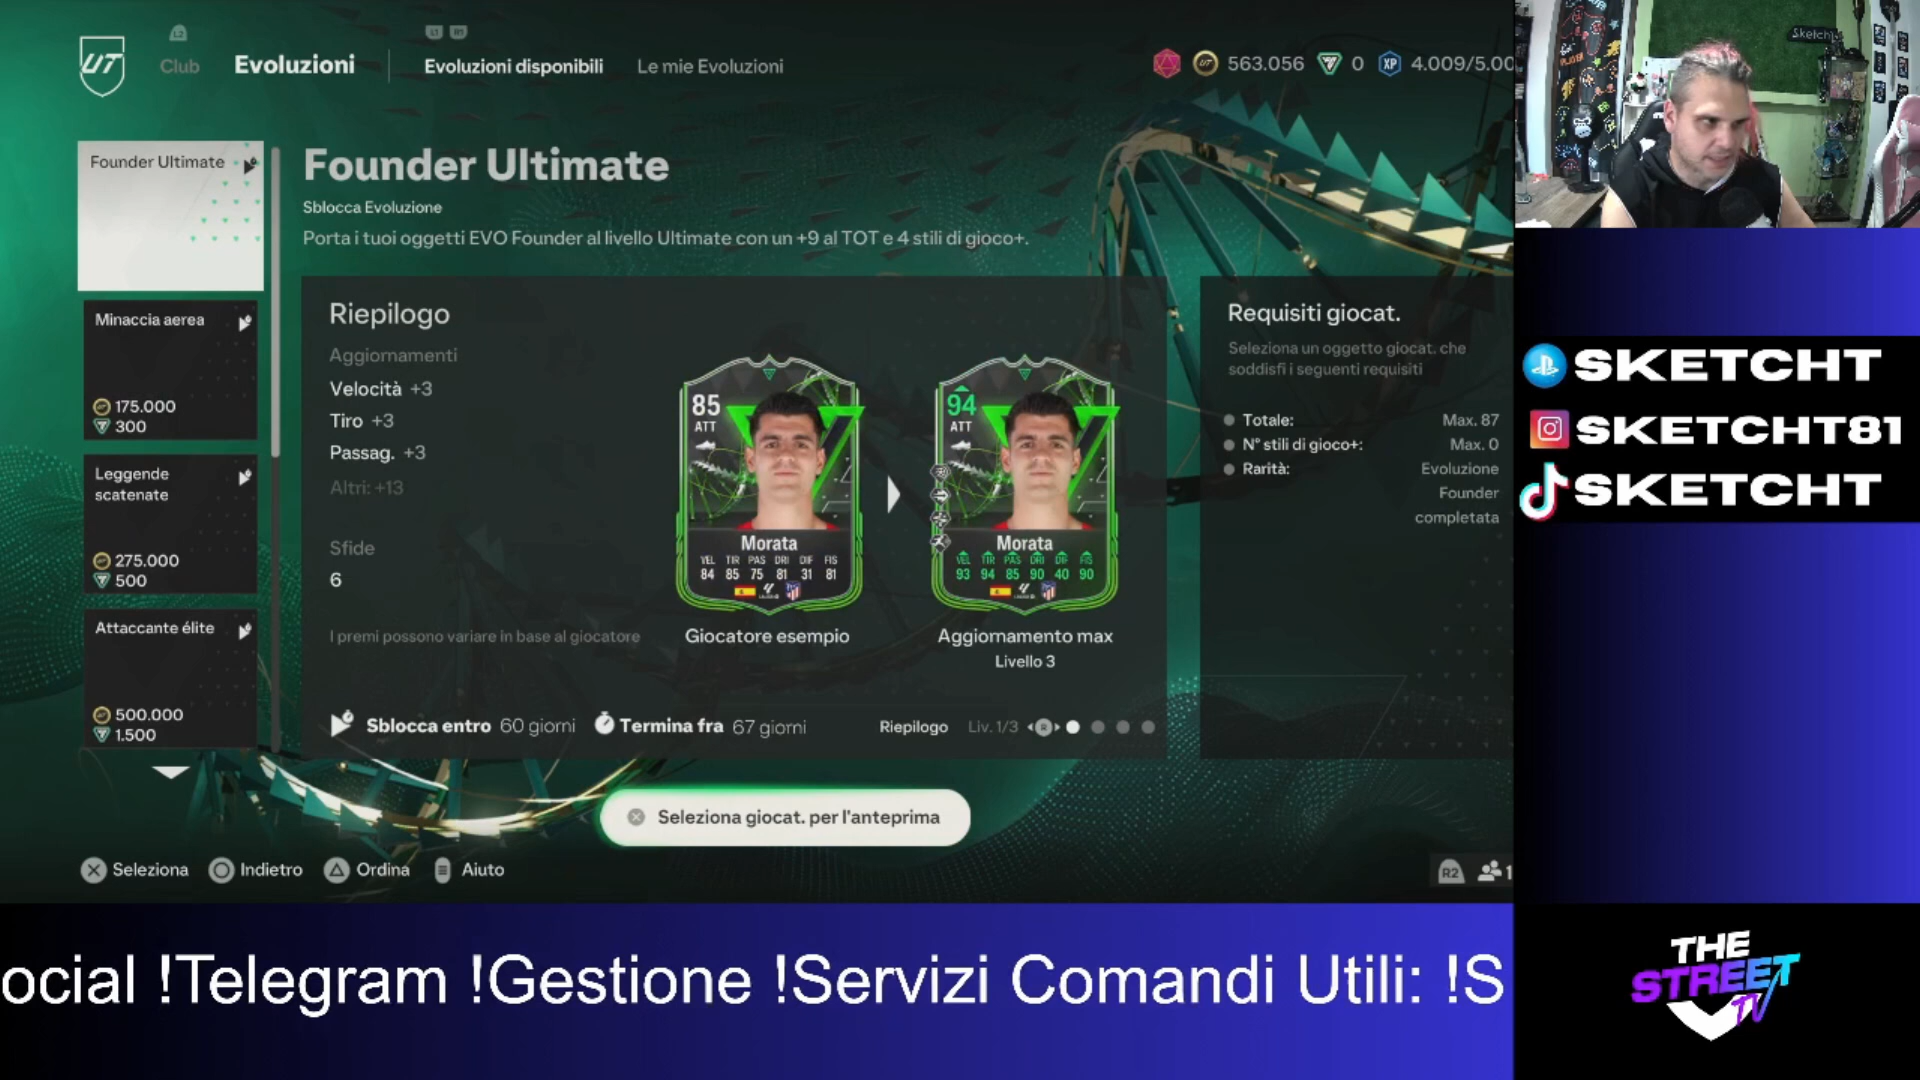 UT
L2
Club
Evoluzioni
L1 R1
Evoluzioni disponibili
Le mie Evoluzioni
563.056
0
XP
4.009/5.00
Founder Ultimate
Minaccia aerea
175.000
300
Leggende
scatenate
275.000
500
Attaccante élite
500.000
1.500
Founder Ultimate
Sblocca Evoluzione
Porta i tuoi oggetti EVO Founder al livello Ultimate con un +9 al TOT e 4 stili di gioco+.
Riepilogo
Aggiornamenti
Velocità +3
Tiro +3
Passag. +3
Altri: +13
Sfide
6
I premi possono variare in base al giocatore
85
ATT
Morata
VEL TIR PAS DRI DIF FIS
84 85 75 81 31 81
Giocatore esempio
94
ATT
Morata
VEL TIR PAS DRI DIF FIS
93 94 85 90 40 90
Aggiornamento max
Livello 3
Sblocca entro 60 giorni
Termina fra 67 giorni
Riepilogo Liv. 1/3 R
Requisiti giocat.
Seleziona un oggetto giocat. che
soddisfi i seguenti requisiti
Totale: Max. 87
N° stili di gioco+: Max. 0
Rarità: Evoluzione
Founder
completata
Seleziona giocat. per l'anteprima
Seleziona
Indietro
Ordina
Aiuto
R2
1
Sketch
SKETCHT
SKETCHT81
SKETCHT
ocial !Telegram !Gestione !Servizi Comandi Utili: !S
THE
STREET
TV